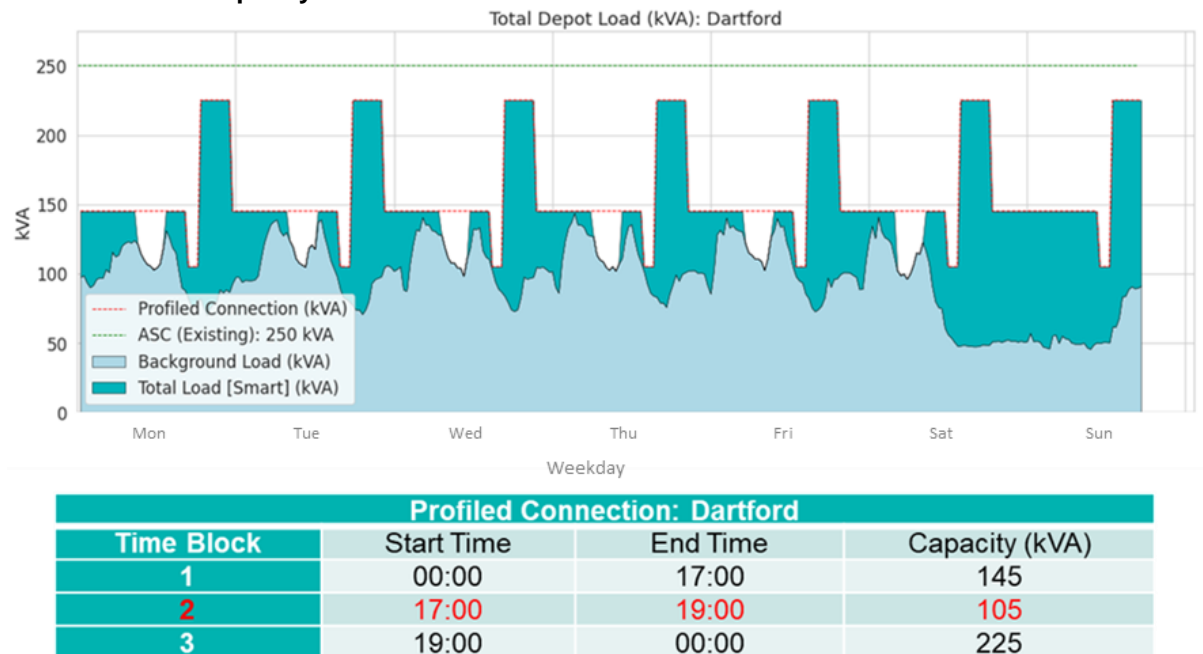 Total Depot Load (kVA): Dartford
250
200
150
100
50
0
kVA
Profiled Connection (kVA)
ASC (Existing): 250 kVA
Background Load (kVA)
Total Load [Smart] (kVA)
Mon Tue Wed Thu Fri Sat Sun
Weekday
Profiled Connection: Dartford
Time Block Start Time End Time Capacity (kVA)
1 00:00 17:00 145
2 17:00 19:00 105
3 19:00 00:00 225